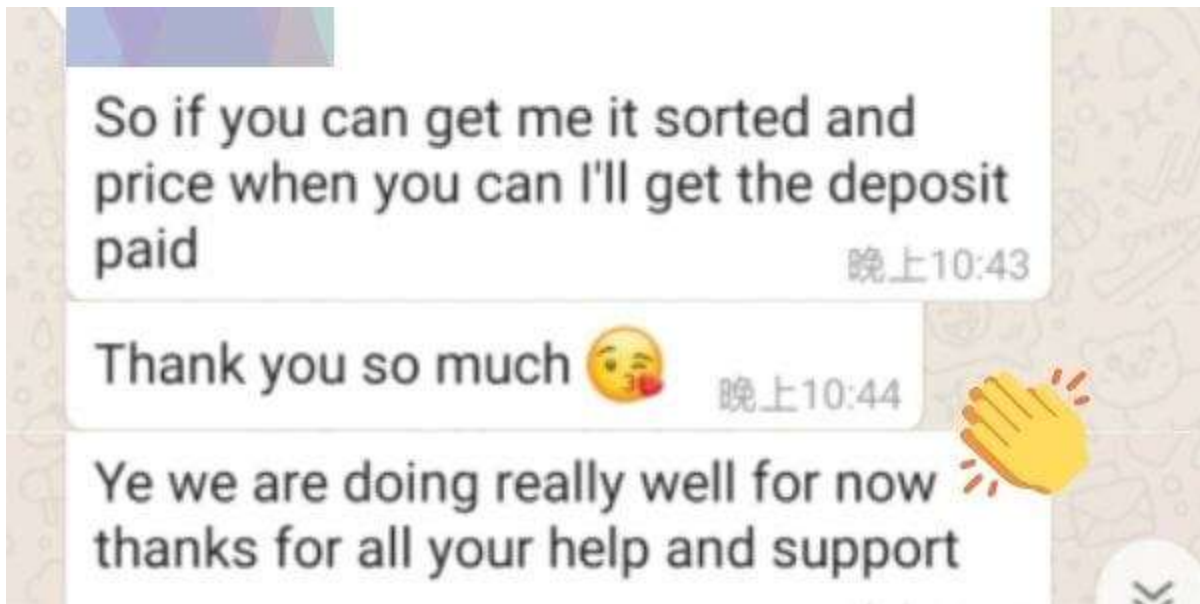 So if you can get me it sorted and
price when you can I'll get the deposit
paid
晚上10:43
Thank you so much 😘
晚上10:44
Ye we are doing really well for now
thanks for all your help and support